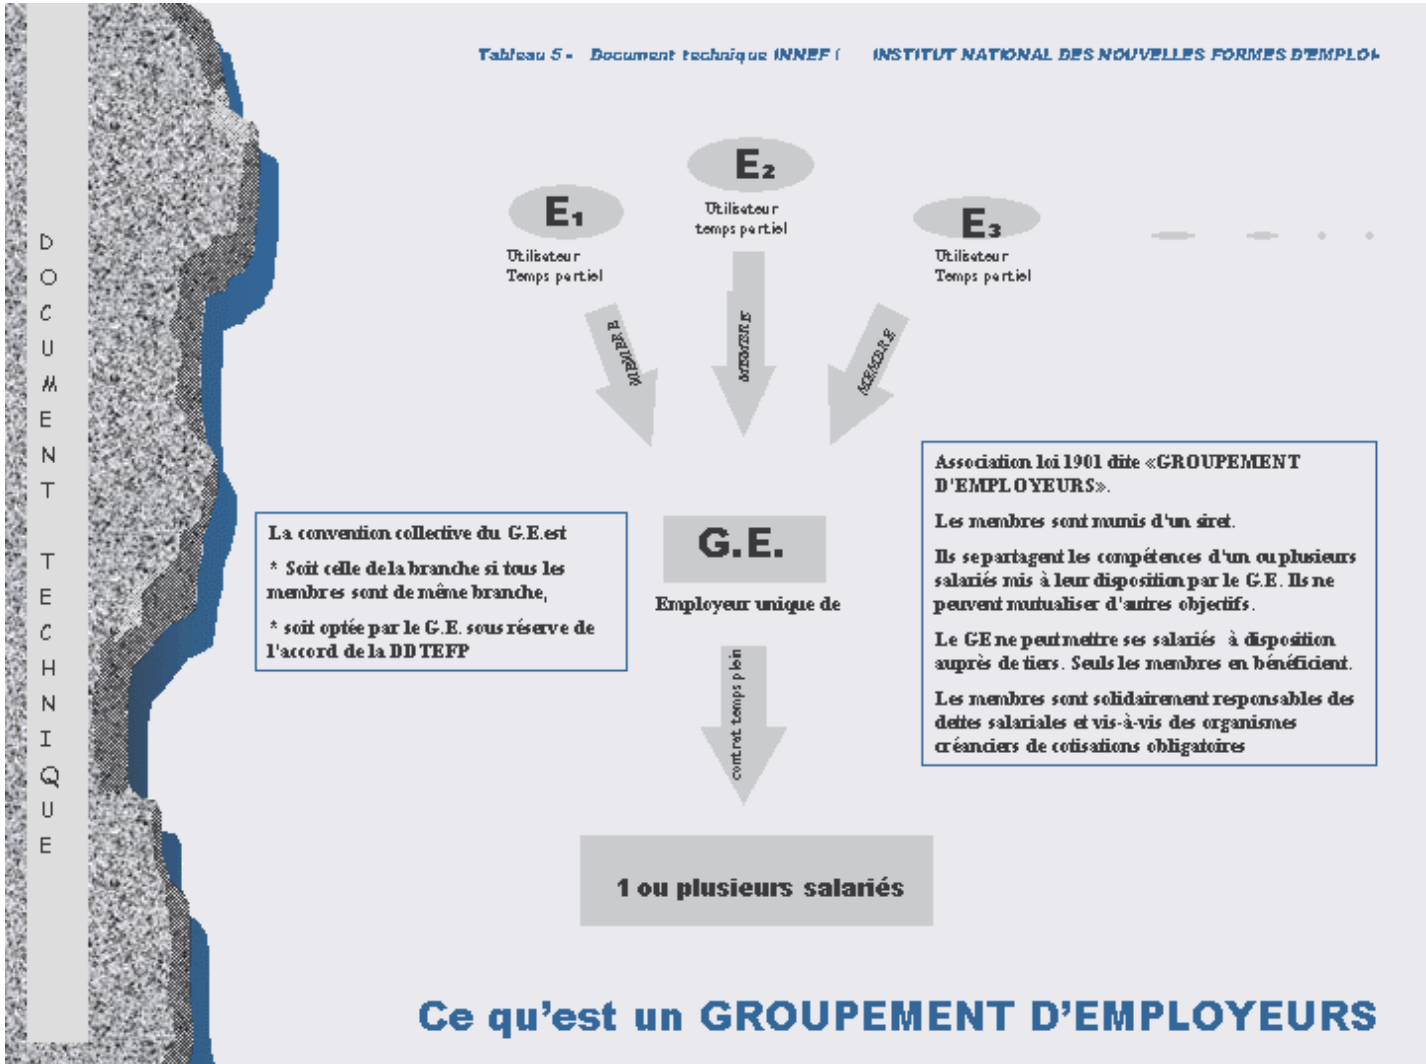 Tableau 5 - Document technique INNEF ( INSTITUT NATIONAL DES NOUVELLES FORMES D'EMPLOI
DOCUMENT TECHNIQUE
E1
Utilisateur
Temps partiel
E2
Utilisateur
temps partiel
E3
Utilisateur
Temps partiel
MEMBRE
MEMBRE
MEMBRE
La convention collective du G.E.est
* Soit celle de la branche si tous les
membres sont de même branche,
* soit optée par le G.E. sous réserve de
l'accord de la DDTEFP
G.E.
Employeur unique de
contrat temps plein
1 ou plusieurs salariés
Association loi 1901 dite «GROUPEMENT
D'EMPLOYEURS».
Les membres sont munis d'un siret.
Ils se partagent les compétences d'un ou plusieurs
salariés mis à leur disposition par le G.E. Ils ne
peuvent mutualiser d'autres objectifs.
Le GE ne peut mettre ses salariés à disposition
auprès de tiers. Seuls les membres en bénéficient.
Les membres sont solidairement responsables des
dettes salariales et vis-à-vis des organismes
créanciers de cotisations obligatoires
Ce qu'est un GROUPEMENT D'EMPLOYEURS